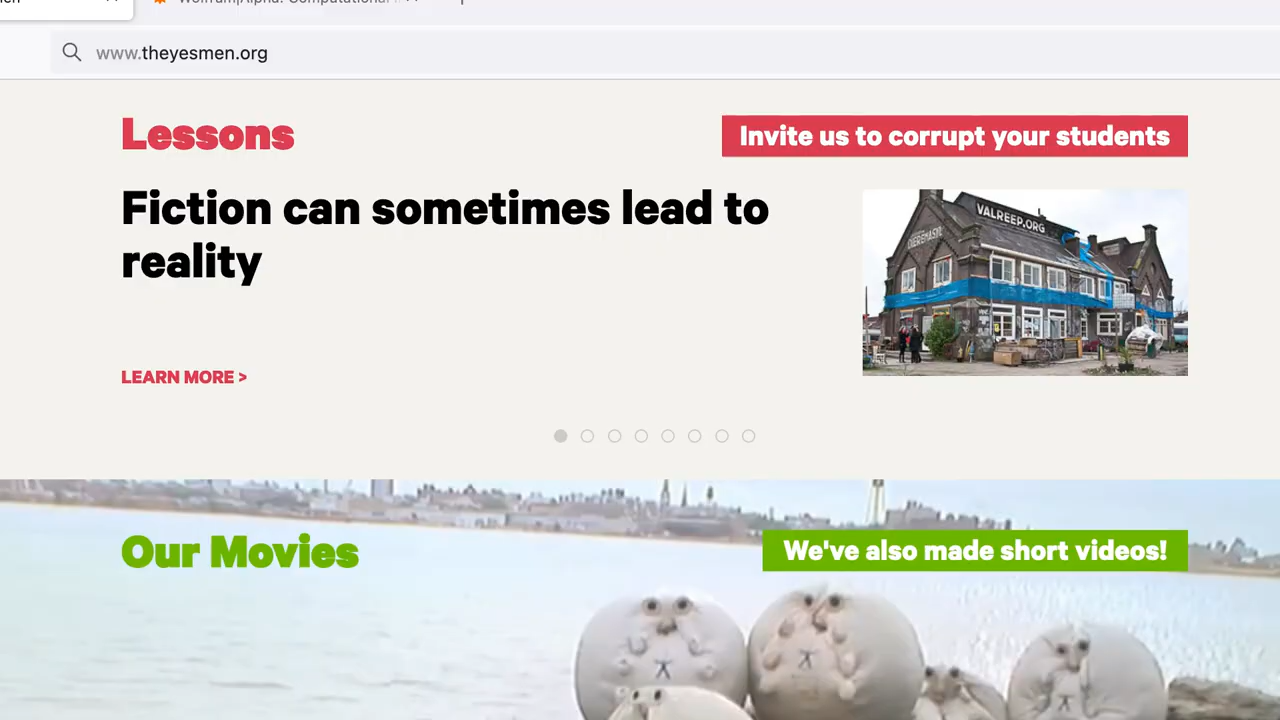 www.theyesmen.org
Lessons
Invite us to corrupt your students
Fiction can sometimes lead to
reality
VALREEP.ORG
DIERENASYL
LEARN MORE >
Our Movies
We've also made short videos!